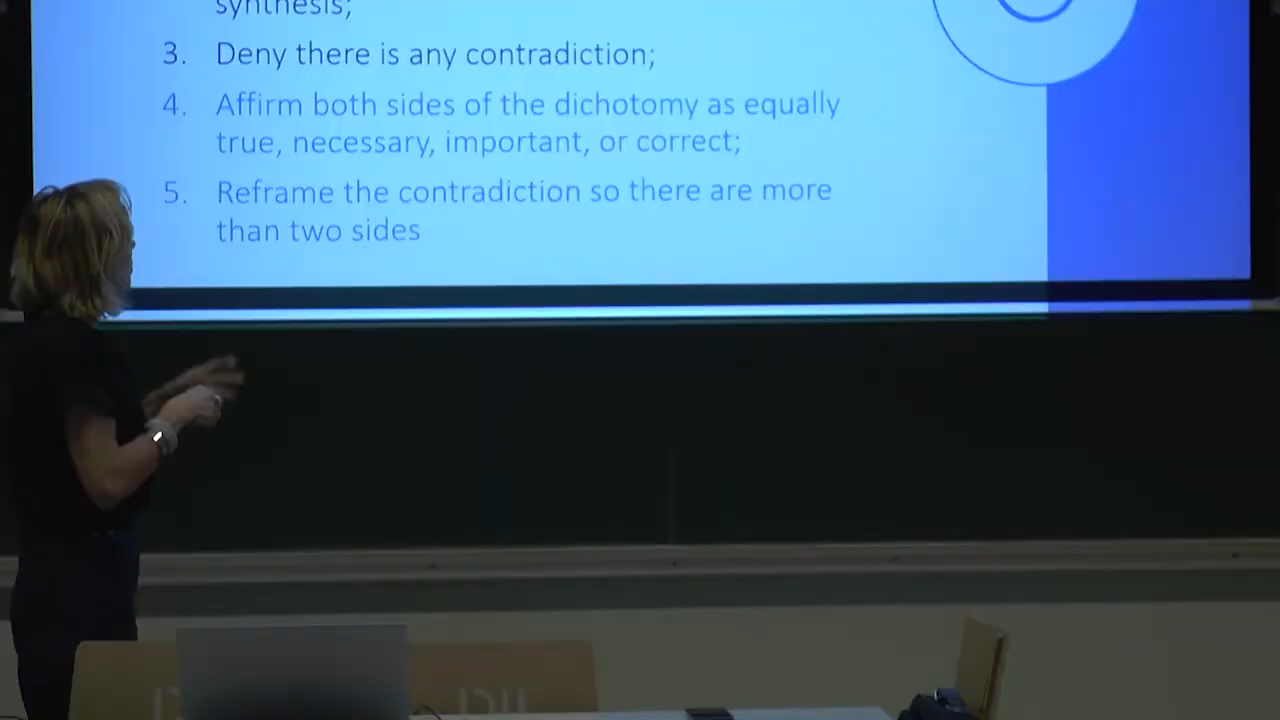 synthesis;
3. Deny there is any contradiction;
4. Affirm both sides of the dichotomy as equally
true, necessary, important, or correct;
5. Reframe the contradiction so there are more
than two sides